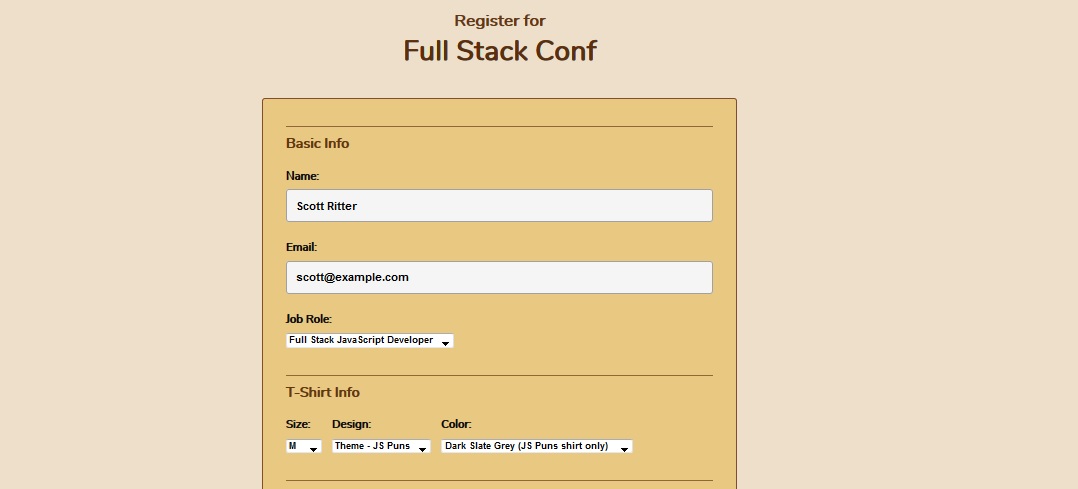 Register for
Full Stack Conf
Basic Info
Name:
Scott Ritter
Email:
scott@example.com
Job Role:
Full Stack JavaScript Developer
T-Shirt Info
Size: Design: Color:
M Theme - JS Puns Dark Slate Grey (JS Puns shirt only)